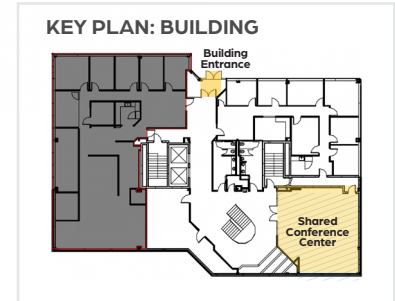 KEY PLAN: BUILDING
Building
Entrance
Shared
Conference
Center